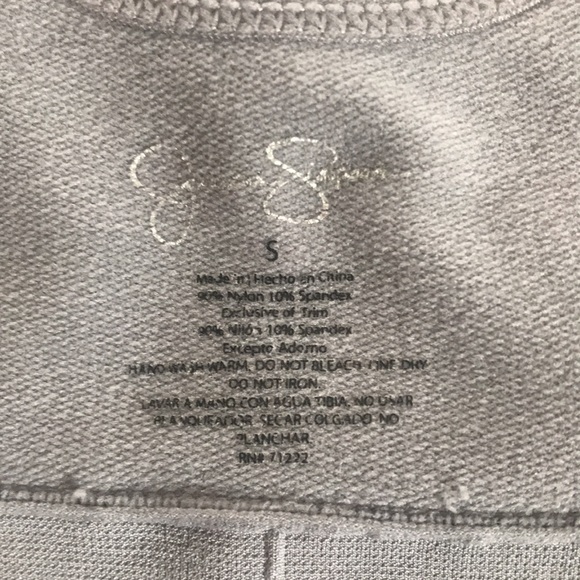 Jessica Simpson
S
Made in | Hecho en China
90% Nylon 10% Spandex
Exclusive of Trim
90% Nilón 10% Spandex
Excepto Adorno
HAND WASH WARM. DO NOT BLEACH. LINE DRY.
DO NOT IRON.
LAVAR A MANO CON AGUA TIBIA. NO USAR
BLANQUEADOR. SECAR COLGADO. NO
PLANCHAR.
RN# 71222